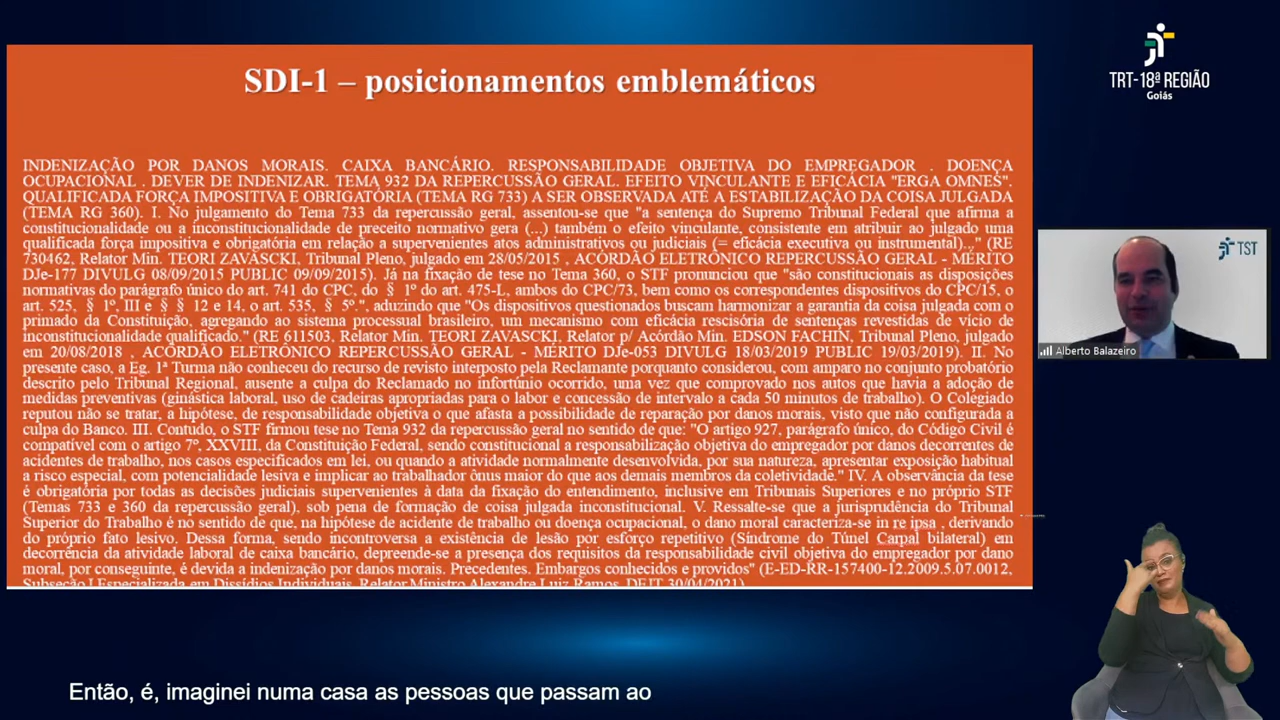 SDI-1 – posicionamentos emblemáticos
INDENIZAÇÃO POR DANOS MORAIS. CAIXA BANCÁRIO. RESPONSABILIDADE OBJETIVA DO EMPREGADOR . DOENÇA
OCUPACIONAL . DEVER DE INDENIZAR. TEMA 932 DA REPERCUSSÃO GERAL. EFEITO VINCULANTE E EFICÁCIA "ERGA OMNES".
QUALIFICADA FORÇA IMPOSITIVA E OBRIGATÓRIA (TEMA RG 733) A SER OBSERVADA ATÉ A ESTABILIZAÇÃO DA COISA JULGADA
(TEMA RG 360). I. No julgamento do Tema 733 da repercussão geral, assentou-se que "a sentença do Supremo Tribunal Federal que afirma a
constitucionalidade ou a inconstitucionalidade de preceito normativo gera (...) também o efeito vinculante, consistente em atribuir ao julgado uma
qualificada força impositiva e obrigatória em relação a supervenientes atos administrativos ou judiciais (= eficácia executiva ou instrumental)..." (RE
730462, Relator Min. TEORI ZAVASCKI, Tribunal Pleno, julgado em 28/05/2015 , ACÓRDÃO ELETRÔNICO REPERCUSSÃO GERAL - MÉRITO
DJe-177 DIVULG 08/09/2015 PUBLIC 09/09/2015). Já na fixação de tese no Tema 360, o STF pronunciou que "são constitucionais as disposições
normativas do parágrafo único do art. 741 do CPC, do § 1º do art. 475-L, ambos do CPC/73, bem como os correspondentes dispositivos do CPC/15, o
art. 525, § 1º, III e § § 12 e 14, o art. 535, § 5º.", aduzindo que "Os dispositivos questionados buscam harmonizar a garantia da coisa julgada com o
primado da Constituição, agregando ao sistema processual brasileiro, um mecanismo com eficácia rescisória de sentenças revestidas de vício de
inconstitucionalidade qualificado." (RE 611503, Relator Min. TEORI ZAVASCKI, Relator p/ Acórdão Min. EDSON FACHIN, Tribunal Pleno, julgado
em 20/08/2018 , ACÓRDÃO ELETRÔNICO REPERCUSSÃO GERAL - MÉRITO DJe-053 DIVULG 18/03/2019 PUBLIC 19/03/2019). II. No
presente caso, a Eg. 1ª Turma não conheceu do recurso de revista interposto pela Reclamante porquanto considerou, com amparo no conjunto probatório
descrito pelo Tribunal Regional, ausente a culpa do Reclamado no infortúnio ocorrido, uma vez que comprovado nos autos que havia a adoção de
medidas preventivas (ginástica laboral, uso de cadeiras apropriadas para o labor e concessão de intervalo a cada 50 minutos de trabalho). O Colegiado
reputou não se tratar, a hipótese, de responsabilidade objetiva o que afasta a possibilidade de reparação por danos morais, visto que não configurada a
culpa do Banco. III. Contudo, o STF firmou tese no Tema 932 da repercussão geral no sentido de que: "O artigo 927, parágrafo único, do Código Civil é
compatível com o artigo 7º, XXVIII, da Constituição Federal, sendo constitucional a responsabilização objetiva do empregador por danos decorrentes de
acidentes de trabalho, nos casos especificados em lei, ou quando a atividade normalmente desenvolvida, por sua natureza, apresentar exposição habitual
a risco especial, com potencialidade lesiva e implicar ao trabalhador ônus maior do que aos demais membros da coletividade." IV. A observância da tese
é obrigatória por todas as decisões judiciais supervenientes à data da fixação do entendimento, inclusive em Tribunais Superiores e no próprio STF
(Temas 733 e 360 da repercussão geral), sob pena de formação de coisa julgada inconstitucional. V. Ressalte-se que a jurisprudência do Tribunal
Superior do Trabalho é no sentido de que, na hipótese de acidente de trabalho ou doença ocupacional, o dano moral caracteriza-se in re ipsa , derivando
do próprio fato lesivo. Dessa forma, sendo incontroversa a existência de lesão por esforço repetitivo (Síndrome do Túnel Carpal bilateral) em
decorrência da atividade laboral de caixa bancário, depreende-se a presença dos requisitos da responsabilidade civil objetiva do empregador por dano
moral, por conseguinte, é devida a indenização por danos morais. Precedentes. Embargos conhecidos e providos" (E-ED-RR-157400-12.2009.5.07.0012,
Subseção I Especializada em Dissídios Individuais, Relator Ministro Alexandre Luiz Ramos, DEJT 30/04/2021)
TRT-18ª REGIÃO
Goiás
TST
Alberto Balazeiro
Então, é, imaginei numa casa as pessoas que passam ao